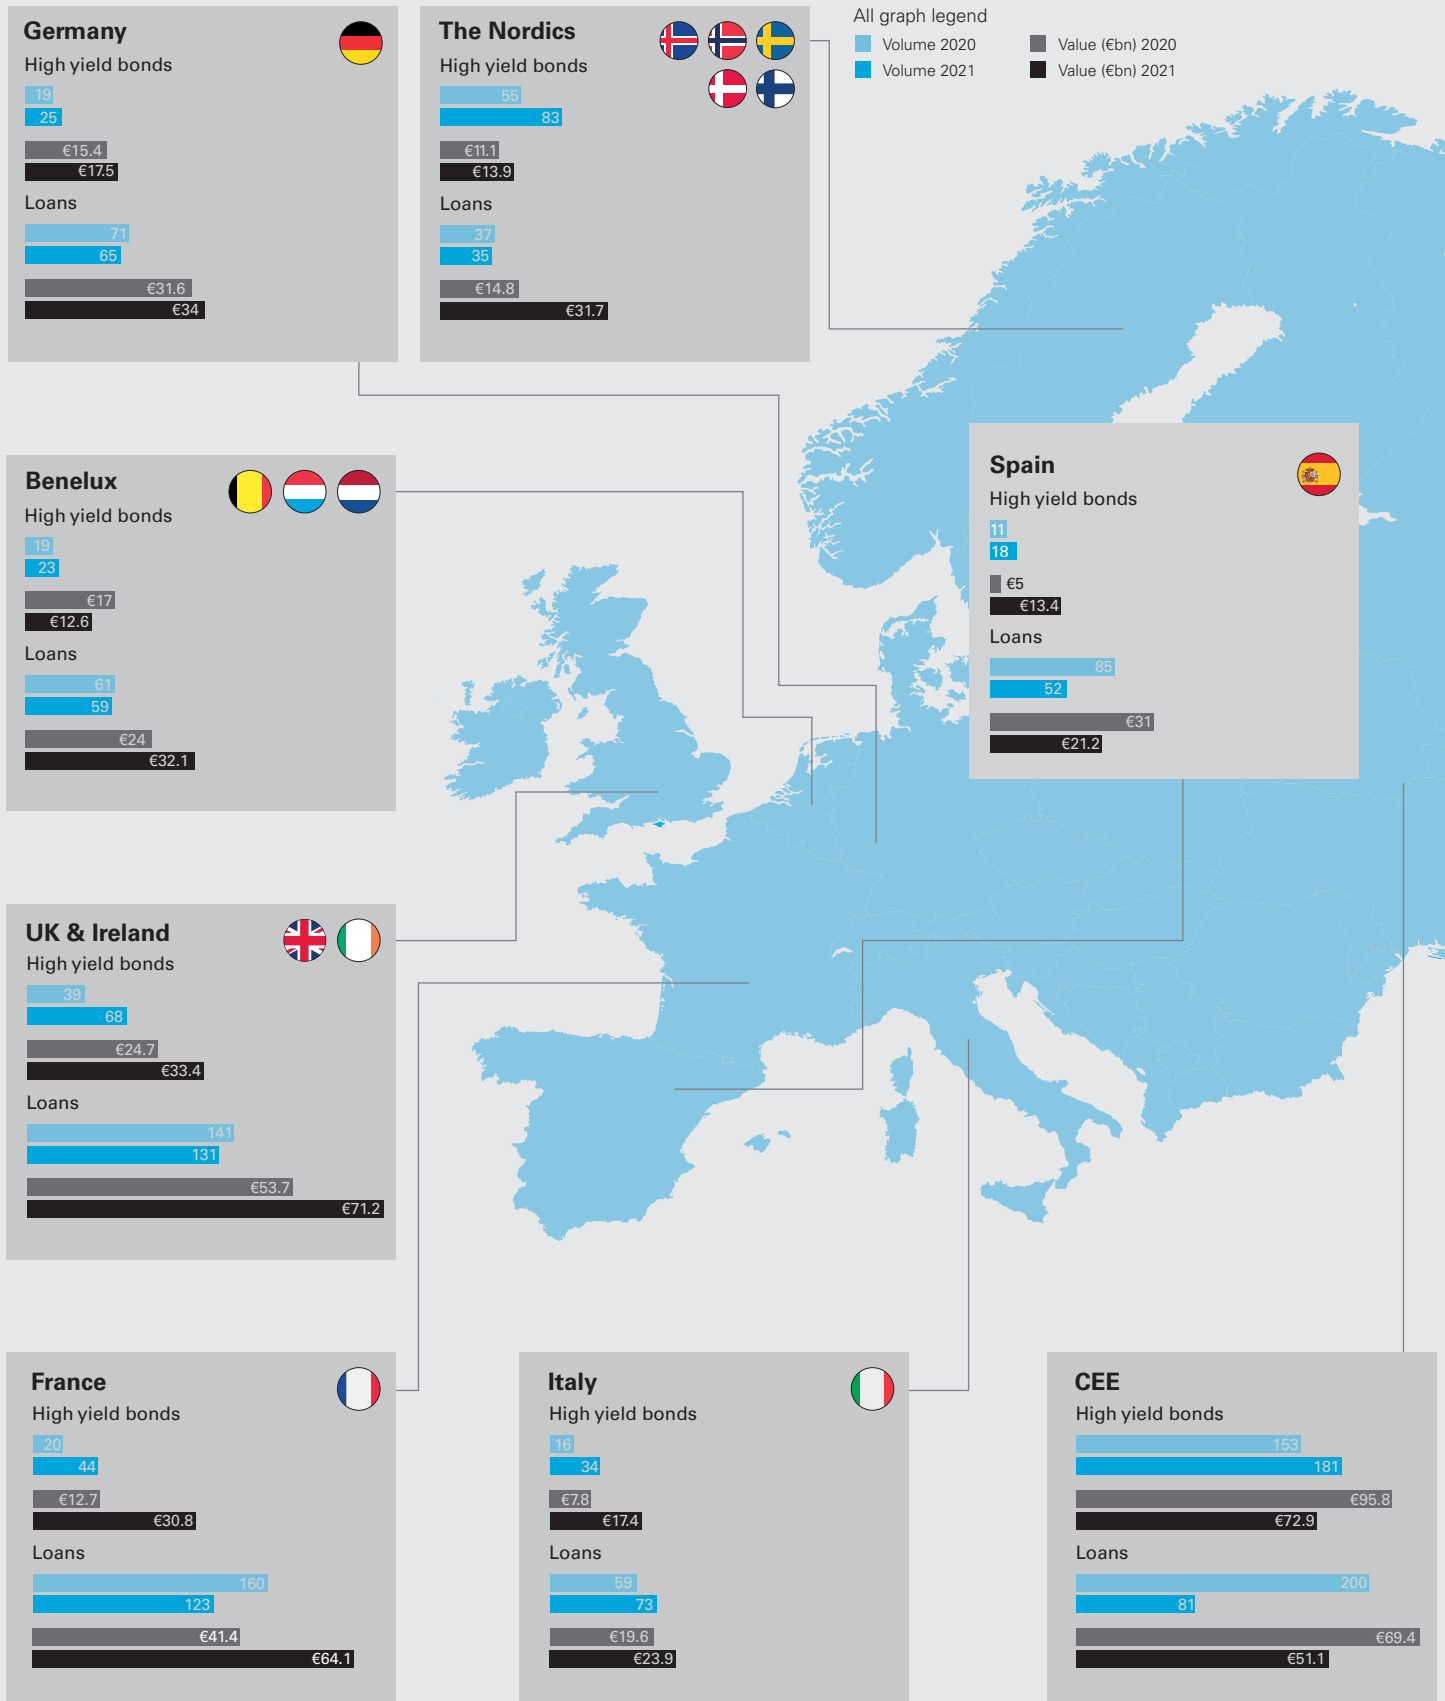 Germany
High yield bonds
19
25
€15.4
€17.5
Loans
71
65
€31.6
€34
The Nordics
High yield bonds
55
83
€11.1
€13.9
Loans
37
35
€14.8
€31.7
All graph legend
Volume 2020
Volume 2021
Value (€bn) 2020
Value (€bn) 2021
Benelux
High yield bonds
19
23
€17
€12.6
Loans
61
59
€24
€32.1
Spain
High yield bonds
11
18
€5
€13.4
Loans
85
52
€31
€21.2
UK & Ireland
High yield bonds
39
68
€24.7
€33.4
Loans
141
131
€53.7
€71.2
France
High yield bonds
20
44
€12.7
€30.8
Loans
160
123
€41.4
€64.1
Italy
High yield bonds
16
34
€7.8
€17.4
Loans
59
73
€19.6
€23.9
CEE
High yield bonds
153
181
€95.8
€72.9
Loans
200
81
€69.4
€51.1